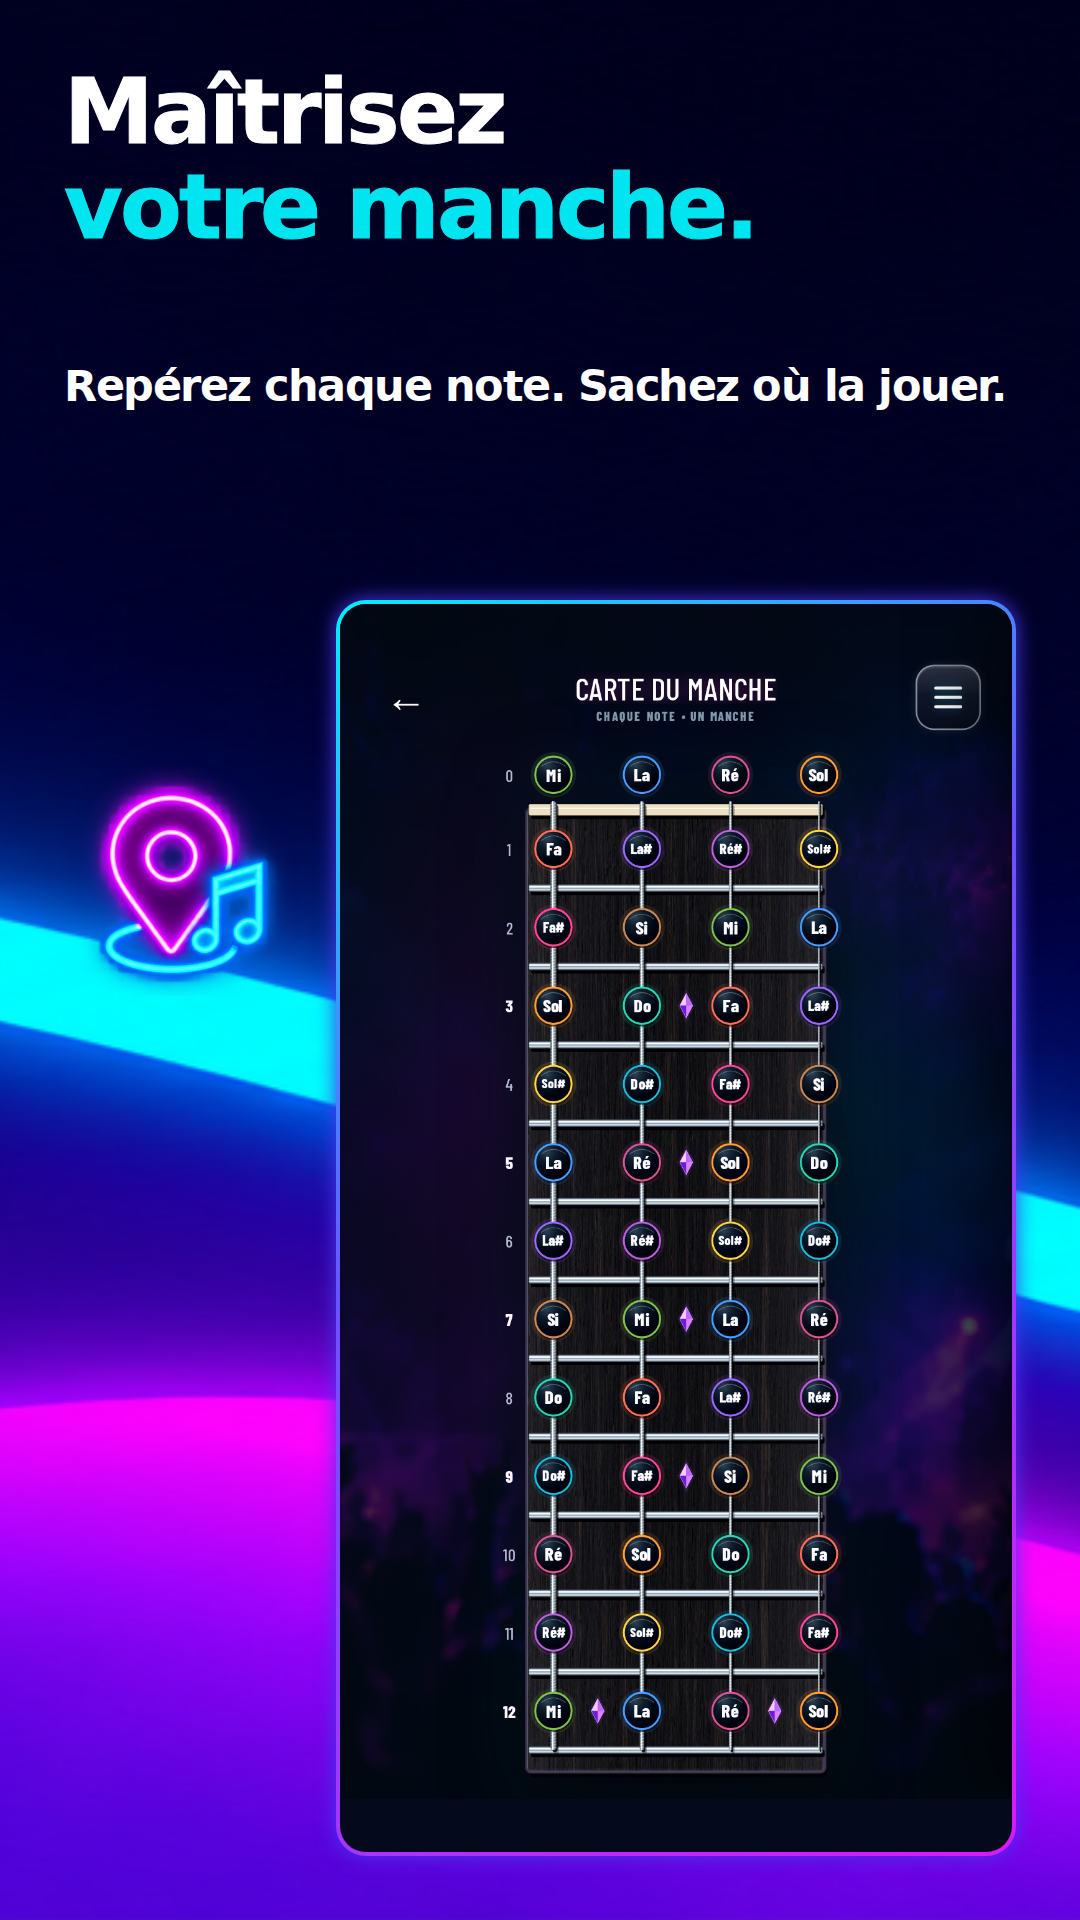 Maîtrisez
votre manche.
Repérez chaque note. Sachez où la jouer.
←
CARTE DU MANCHE
CHAQUE NOTE • UN MANCHE
0 Mi La Ré Sol
1 Fa La# Ré# Sol#
2 Fa# Si Mi La
3 Sol Do Fa La#
4 Sol# Do# Fa# Si
5 La Ré Sol Do
6 La# Ré# Sol# Do#
7 Si Mi La Ré
8 Do Fa La# Ré#
9 Do# Fa# Si Mi
10 Ré Sol Do Fa
11 Ré# Sol# Do# Fa#
12 Mi La Ré Sol